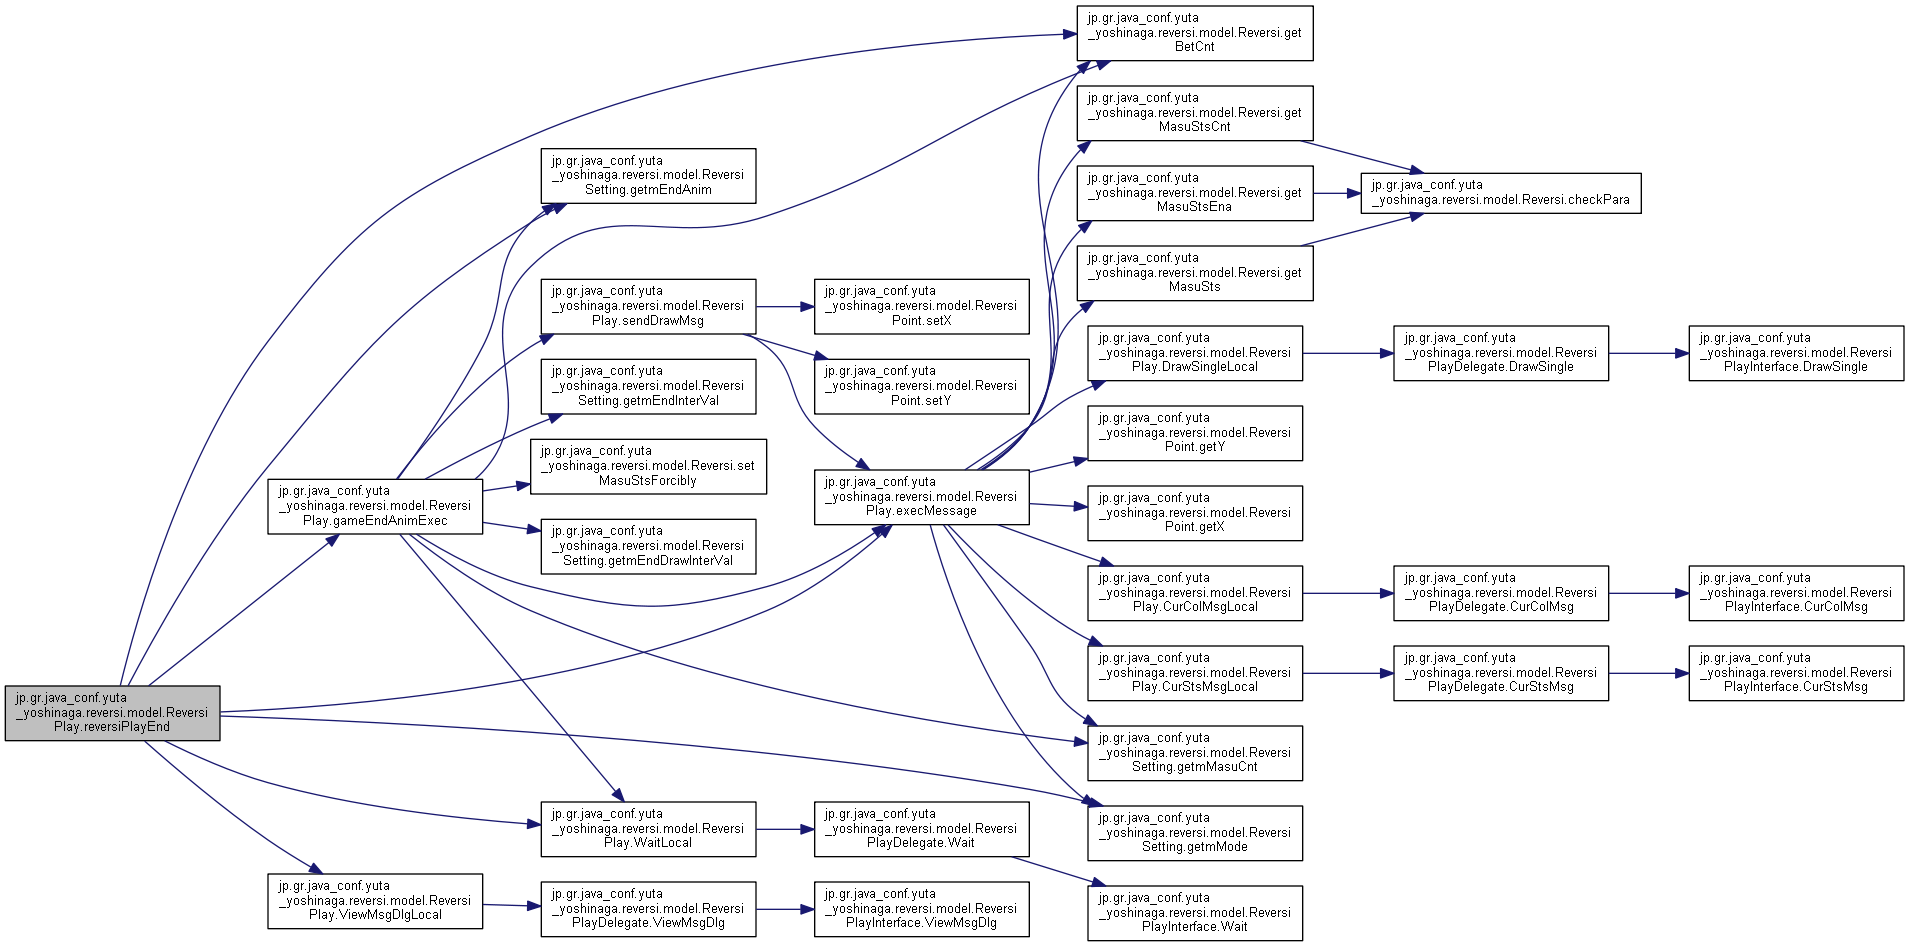 jp.gr.java_conf.yuta
_yoshinaga.reversi.model.Reversi
Play.reversiPlayEnd
jp.gr.java_conf.yuta
_yoshinaga.reversi.model.Reversi
Play.gameEndAnimExec
jp.gr.java_conf.yuta
_yoshinaga.reversi.model.Reversi
Play.ViewMsgDlgLocal
jp.gr.java_conf.yuta
_yoshinaga.reversi.model.Reversi
Setting.getmEndAnim
jp.gr.java_conf.yuta
_yoshinaga.reversi.model.Reversi
Play.sendDrawMsg
jp.gr.java_conf.yuta
_yoshinaga.reversi.model.Reversi
Setting.getmEndInterVal
jp.gr.java_conf.yuta
_yoshinaga.reversi.model.Reversi.set
MasuStsForcibly
jp.gr.java_conf.yuta
_yoshinaga.reversi.model.Reversi
Setting.getmEndDrawInterVal
jp.gr.java_conf.yuta
_yoshinaga.reversi.model.Reversi
Play.WaitLocal
jp.gr.java_conf.yuta
_yoshinaga.reversi.model.Reversi
PlayDelegate.ViewMsgDlg
jp.gr.java_conf.yuta
_yoshinaga.reversi.model.Reversi
Point.setX
jp.gr.java_conf.yuta
_yoshinaga.reversi.model.Reversi
Point.setY
jp.gr.java_conf.yuta
_yoshinaga.reversi.model.Reversi
Play.execMessage
jp.gr.java_conf.yuta
_yoshinaga.reversi.model.Reversi
PlayDelegate.Wait
jp.gr.java_conf.yuta
_yoshinaga.reversi.model.Reversi
PlayInterface.ViewMsgDlg
jp.gr.java_conf.yuta
_yoshinaga.reversi.model.Reversi.get
BetCnt
jp.gr.java_conf.yuta
_yoshinaga.reversi.model.Reversi.get
MasuStsCnt
jp.gr.java_conf.yuta
_yoshinaga.reversi.model.Reversi.get
MasuStsEna
jp.gr.java_conf.yuta
_yoshinaga.reversi.model.Reversi.get
MasuSts
jp.gr.java_conf.yuta
_yoshinaga.reversi.model.Reversi
Play.DrawSingleLocal
jp.gr.java_conf.yuta
_yoshinaga.reversi.model.Reversi
Point.getY
jp.gr.java_conf.yuta
_yoshinaga.reversi.model.Reversi
Point.getX
jp.gr.java_conf.yuta
_yoshinaga.reversi.model.Reversi
Play.CurColMsgLocal
jp.gr.java_conf.yuta
_yoshinaga.reversi.model.Reversi
Play.CurStsMsgLocal
jp.gr.java_conf.yuta
_yoshinaga.reversi.model.Reversi
Setting.getmMasuCnt
jp.gr.java_conf.yuta
_yoshinaga.reversi.model.Reversi
Setting.getmMode
jp.gr.java_conf.yuta
_yoshinaga.reversi.model.Reversi
PlayInterface.Wait
jp.gr.java_conf.yuta
_yoshinaga.reversi.model.Reversi.checkPara
jp.gr.java_conf.yuta
_yoshinaga.reversi.model.Reversi
PlayDelegate.DrawSingle
jp.gr.java_conf.yuta
_yoshinaga.reversi.model.Reversi
PlayDelegate.CurColMsg
jp.gr.java_conf.yuta
_yoshinaga.reversi.model.Reversi
PlayDelegate.CurStsMsg
jp.gr.java_conf.yuta
_yoshinaga.reversi.model.Reversi
PlayInterface.DrawSingle
jp.gr.java_conf.yuta
_yoshinaga.reversi.model.Reversi
PlayInterface.CurColMsg
jp.gr.java_conf.yuta
_yoshinaga.reversi.model.Reversi
PlayInterface.CurStsMsg